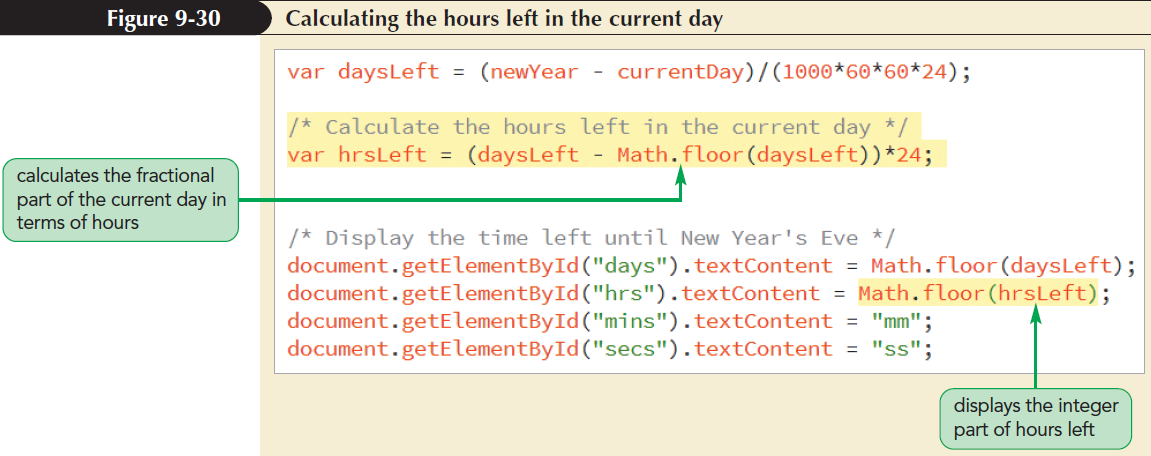 Figure 9-30
Calculating the hours left in the current day
var daysLeft = (newYear - currentDay)/(1000*60*60*24);
/* Calculate the hours left in the current day */
var hrsLeft = (daysLeft - Math.floor(daysLeft))*24;
calculates the fractional
part of the current day in
terms of hours
/* Display the time left until New Year's Eve */
document.getElementById("days").textContent = Math.floor(daysLeft);
document.getElementById("hrs").textContent = Math.floor(hrsLeft);
document.getElementById("mins").textContent = "mm";
document.getElementById("secs").textContent = "ss";
displays the integer
part of hours left